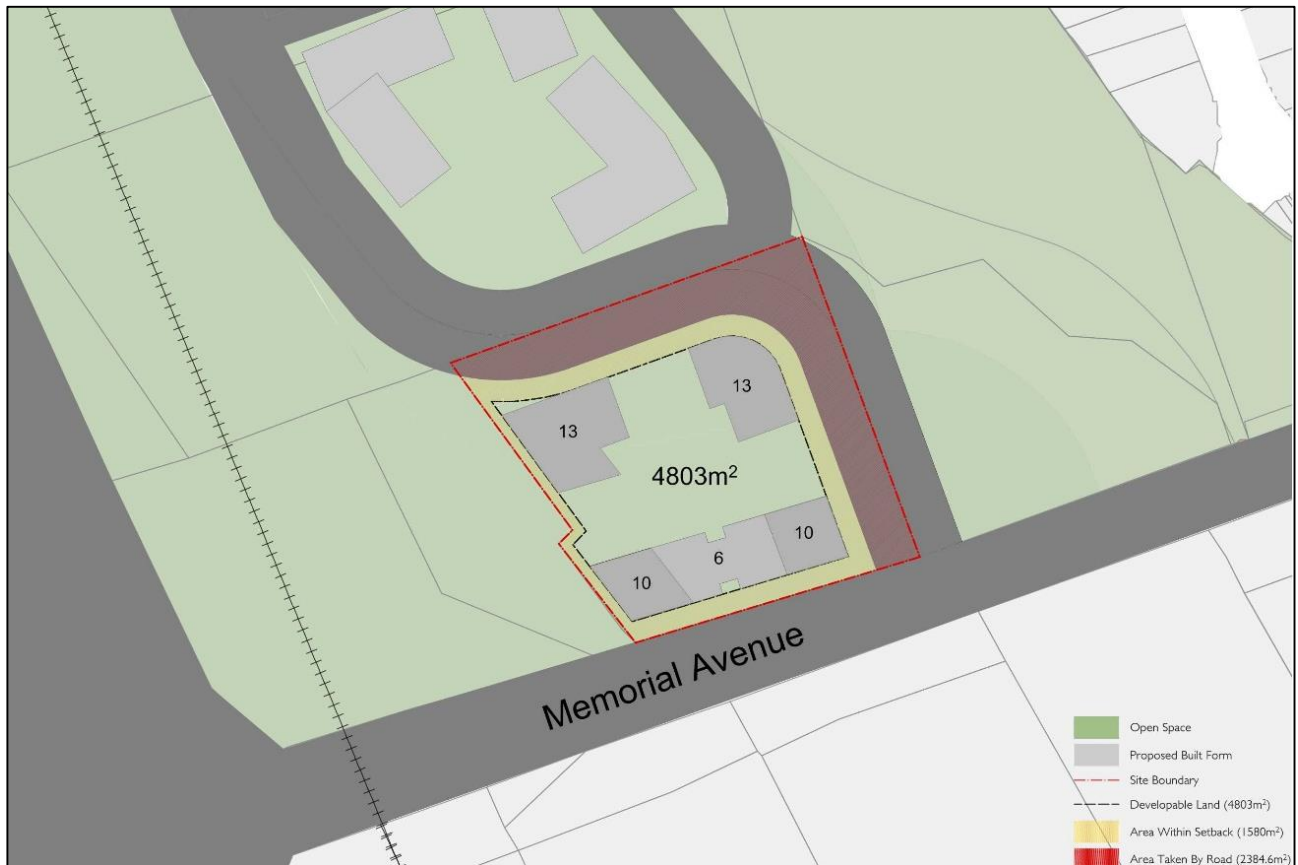 13
13
4803m²
10
6
10
Memorial Avenue
Open Space
Proposed Built Form
Site Boundary
Developable Land (4803m²)
Area Within Setback (1580m²)
Area Taken By Road (2384.6m²)